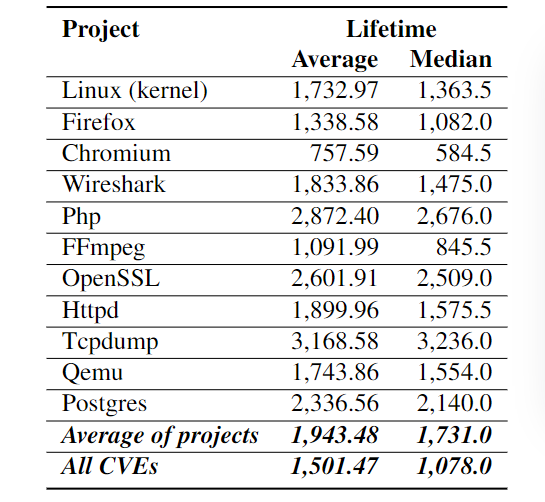 Project Lifetime
Average Median
Linux (kernel) 1,732.97 1,363.5
Firefox 1,338.58 1,082.0
Chromium 757.59 584.5
Wireshark 1,833.86 1,475.0
Php 2,872.40 2,676.0
FFmpeg 1,091.99 845.5
OpenSSL 2,601.91 2,509.0
Httpd 1,899.96 1,575.5
Tcpdump 3,168.58 3,236.0
Qemu 1,743.86 1,554.0
Postgres 2,336.56 2,140.0
Average of projects 1,943.48 1,731.0
All CVEs 1,501.47 1,078.0